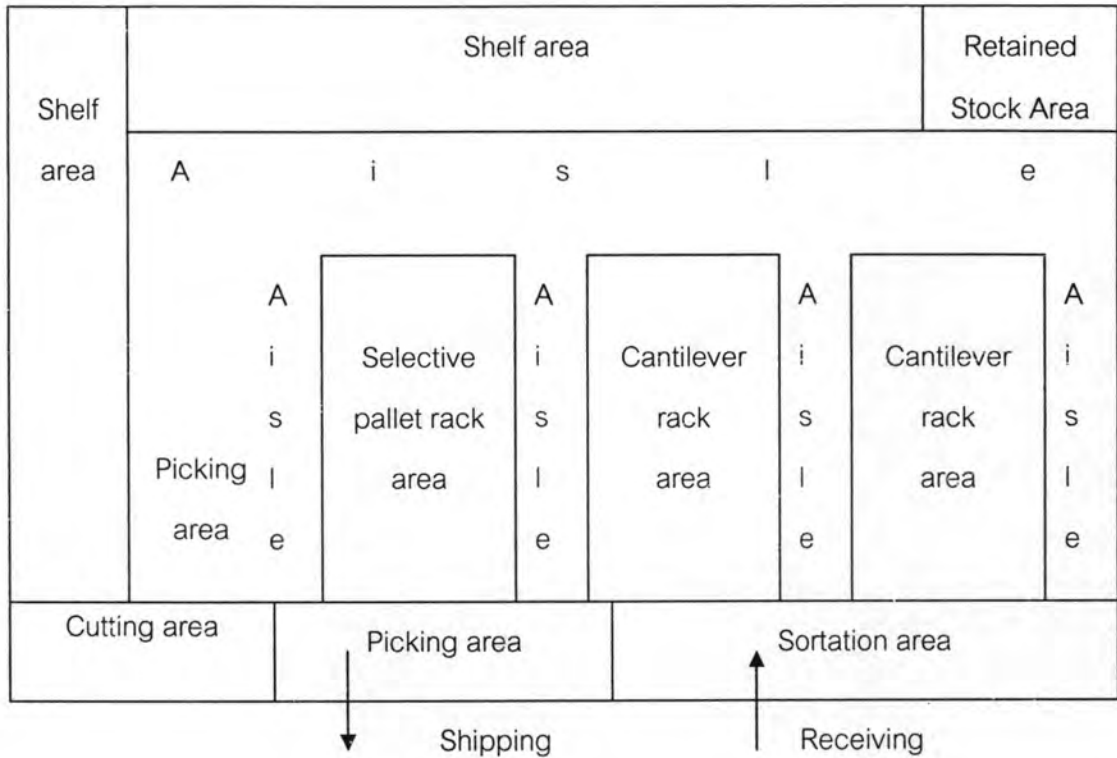 Shelf area
Retained
Stock Area
Shelf
area
A i s l e
A
i
s
l
e
Selective
pallet rack
area
A
i
s
l
e
Cantilever
rack
area
A
i
s
l
e
Cantilever
rack
area
A
i
s
l
e
Picking
area
Cutting area
Picking area
Sortation area
Shipping
Receiving